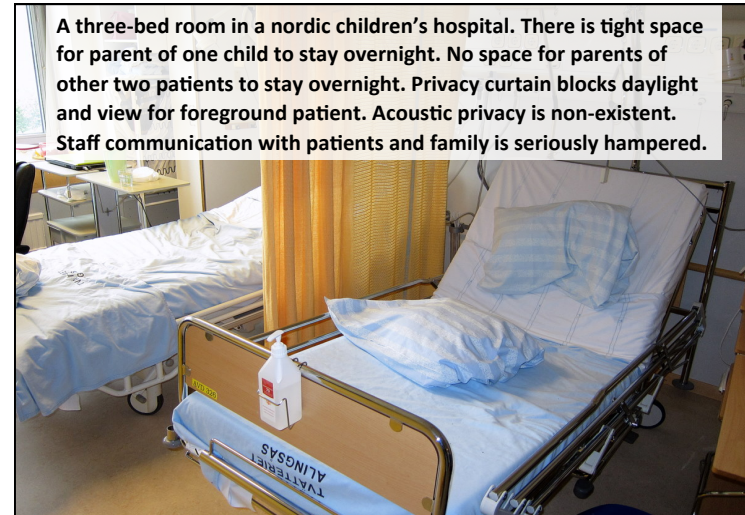 A three-bed room in a nordic children's hospital. There is tight space
for parent of one child to stay overnight. No space for parents of
other two patients to stay overnight. Privacy curtain blocks daylight
and view for foreground patient. Acoustic privacy is non-existent.
Staff communication with patients and family is seriously hampered.
TVÄTTERIET
ALINGSÅS